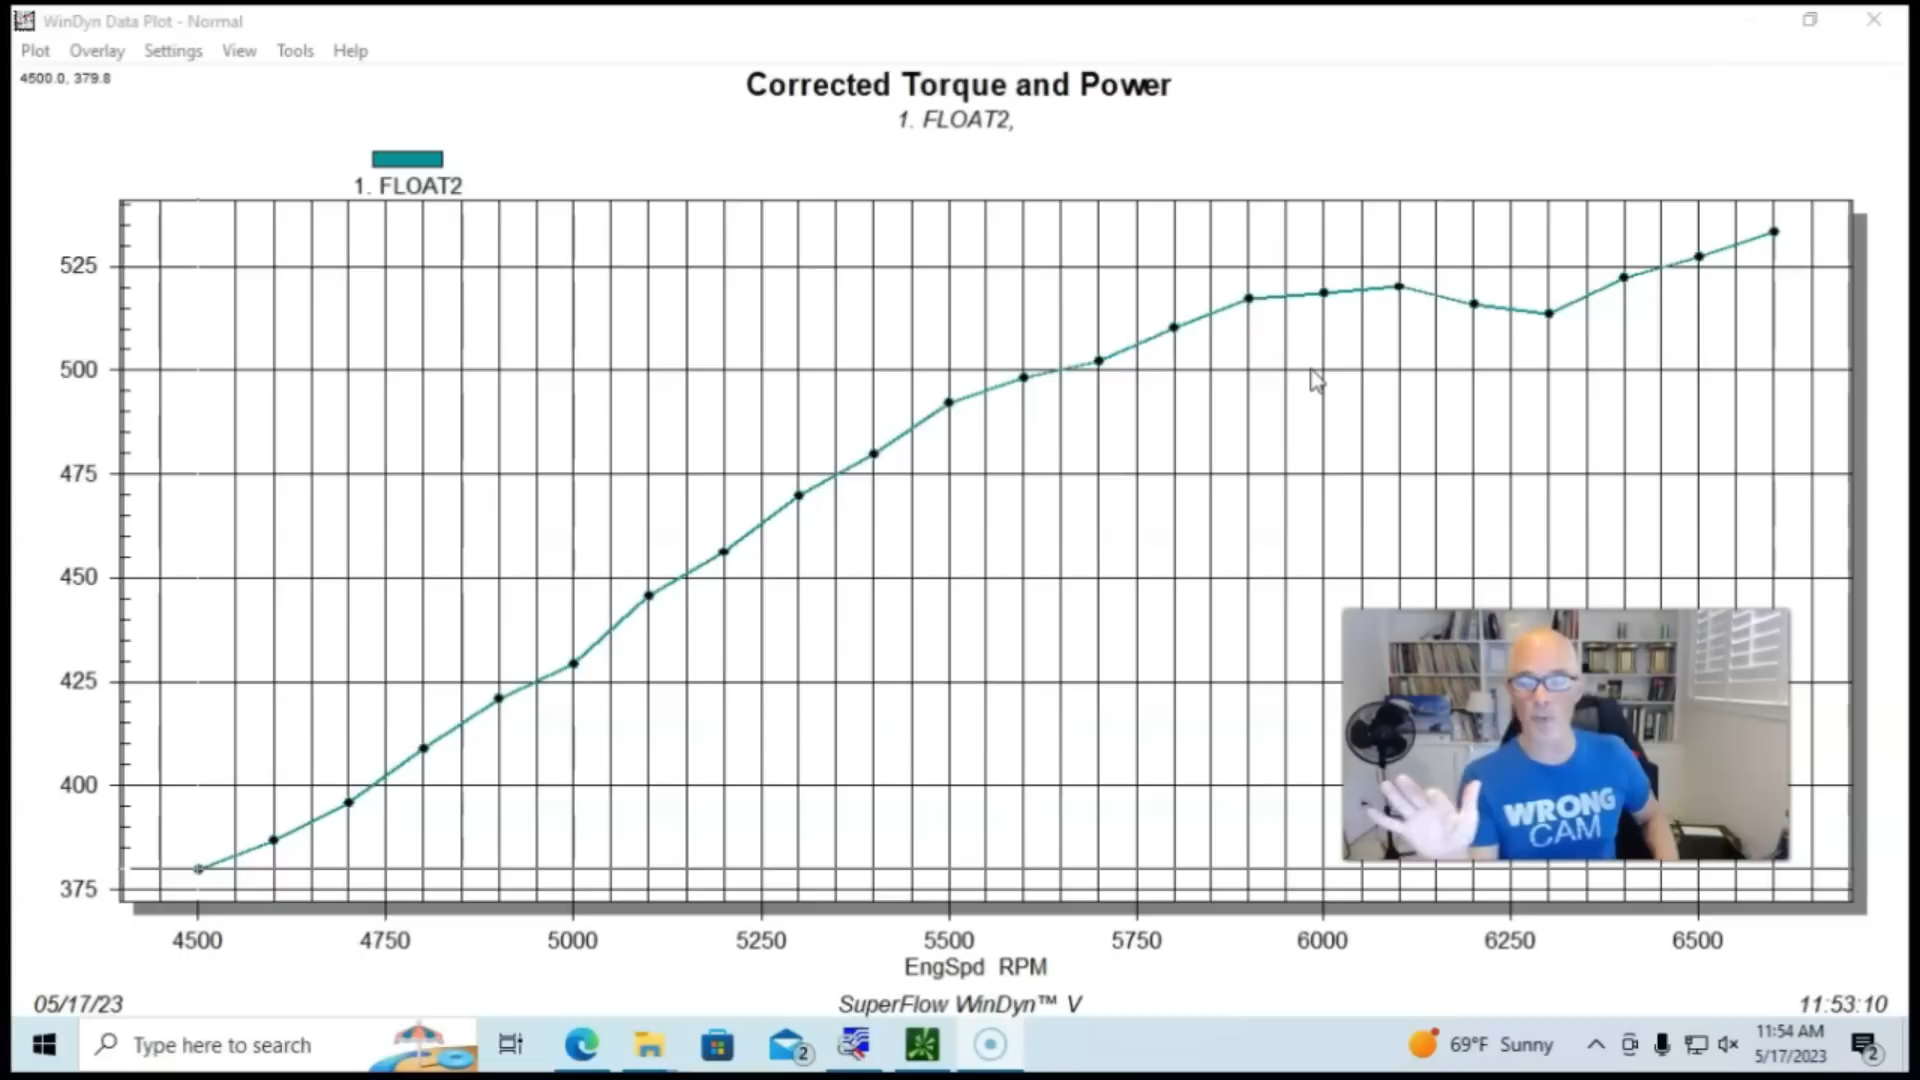 WinDyn Data Plot - Normal
Plot Overlay Settings View Tools Help
4500.0, 379.8
Corrected Torque and Power
1. FLOAT2,
1. FLOAT2
525
500
475
450
425
400
375
WRONG
CAM
4500 4750 5000 5250 5500 5750 6000 6250 6500
EngSpd RPM
05/17/23 SuperFlow WinDyn™ V 11:53:10
Type here to search 2 69°F Sunny 11:54 AM
5/17/2023 2